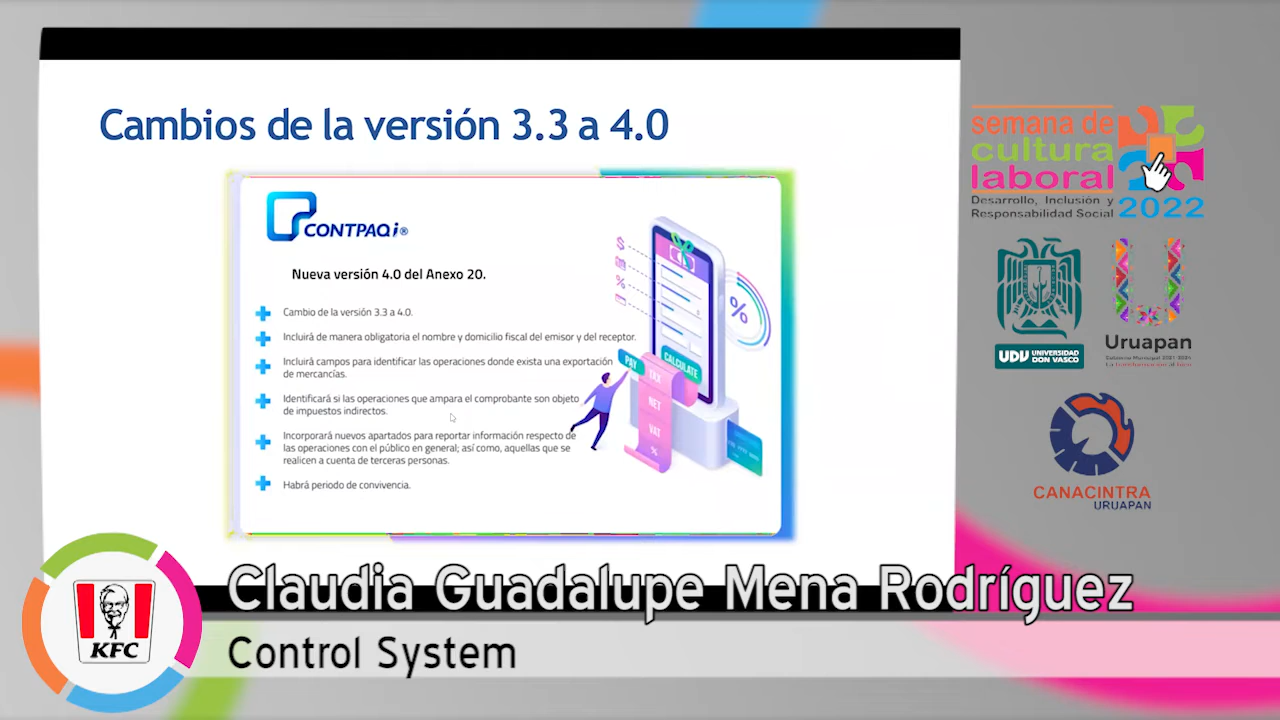 Cambios de la versión 3.3 a 4.0
CONTPAQ i®
Nueva versión 4.0 del Anexo 20.
Cambio de la versión 3.3 a 4.0.
Incluirá de manera obligatoria el nombre y domicilio fiscal del emisor y del receptor.
Incluirá campos para identificar las operaciones donde exista una exportación
de mercancías.
Identificará si las operaciones que ampara el comprobante son objeto
de impuestos indirectos.
Incorporará nuevos apartados para reportar información respecto de
las operaciones con el público en general; así como, aquellas que se
realicen a cuenta de terceras personas.
Habrá periodo de convivencia.
$
%
%
PAY
CALCULATE
TAX
NET
VAT
%
semana de
cultura
laboral
Desarrollo, Inclusión y
Responsabilidad Social
2022
UDV UNIVERSIDAD
DON VASCO
Uruapan
Gobierno Municipal 2021-2024
CANACINTRA
URUAPAN
Claudia Guadalupe Mena Rodríguez
Control System
KFC